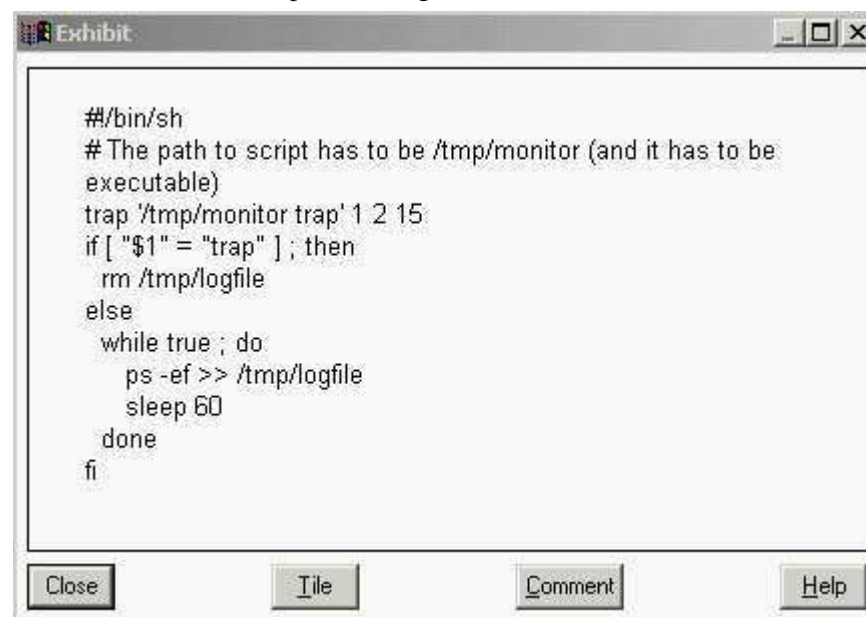 Exhibit
#!/bin/sh
# The path to script has to be /tmp/monitor (and it has to be
executable)
trap '/tmp/monitor trap' 1 2 15
if [ "$1" = "trap" ] ; then
rm /tmp/logfile
else
while true ; do
ps -ef >> /tmp/logfile
sleep 60
done
fi
Close Tile Comment Help